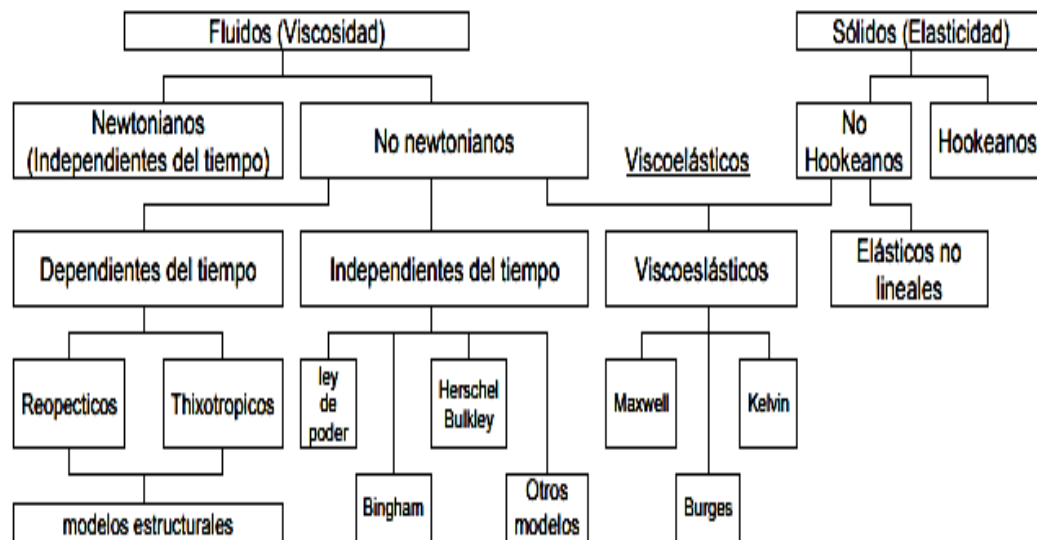 Fluidos (Viscosidad)
Sólidos (Elasticidad)
Newtonianos
(Independientes del tiempo)
No newtonianos
Viscoelásticos
No
Hookeanos
Hookeanos
Dependientes del tiempo
Independientes del tiempo
Viscoeslásticos
Elásticos no
lineales
Reopecticos
Thixotropicos
ley
de
poder
Herschel
Bulkley
Maxwell
Kelvin
modelos estructurales
Bingham
Otros
modelos
Burges